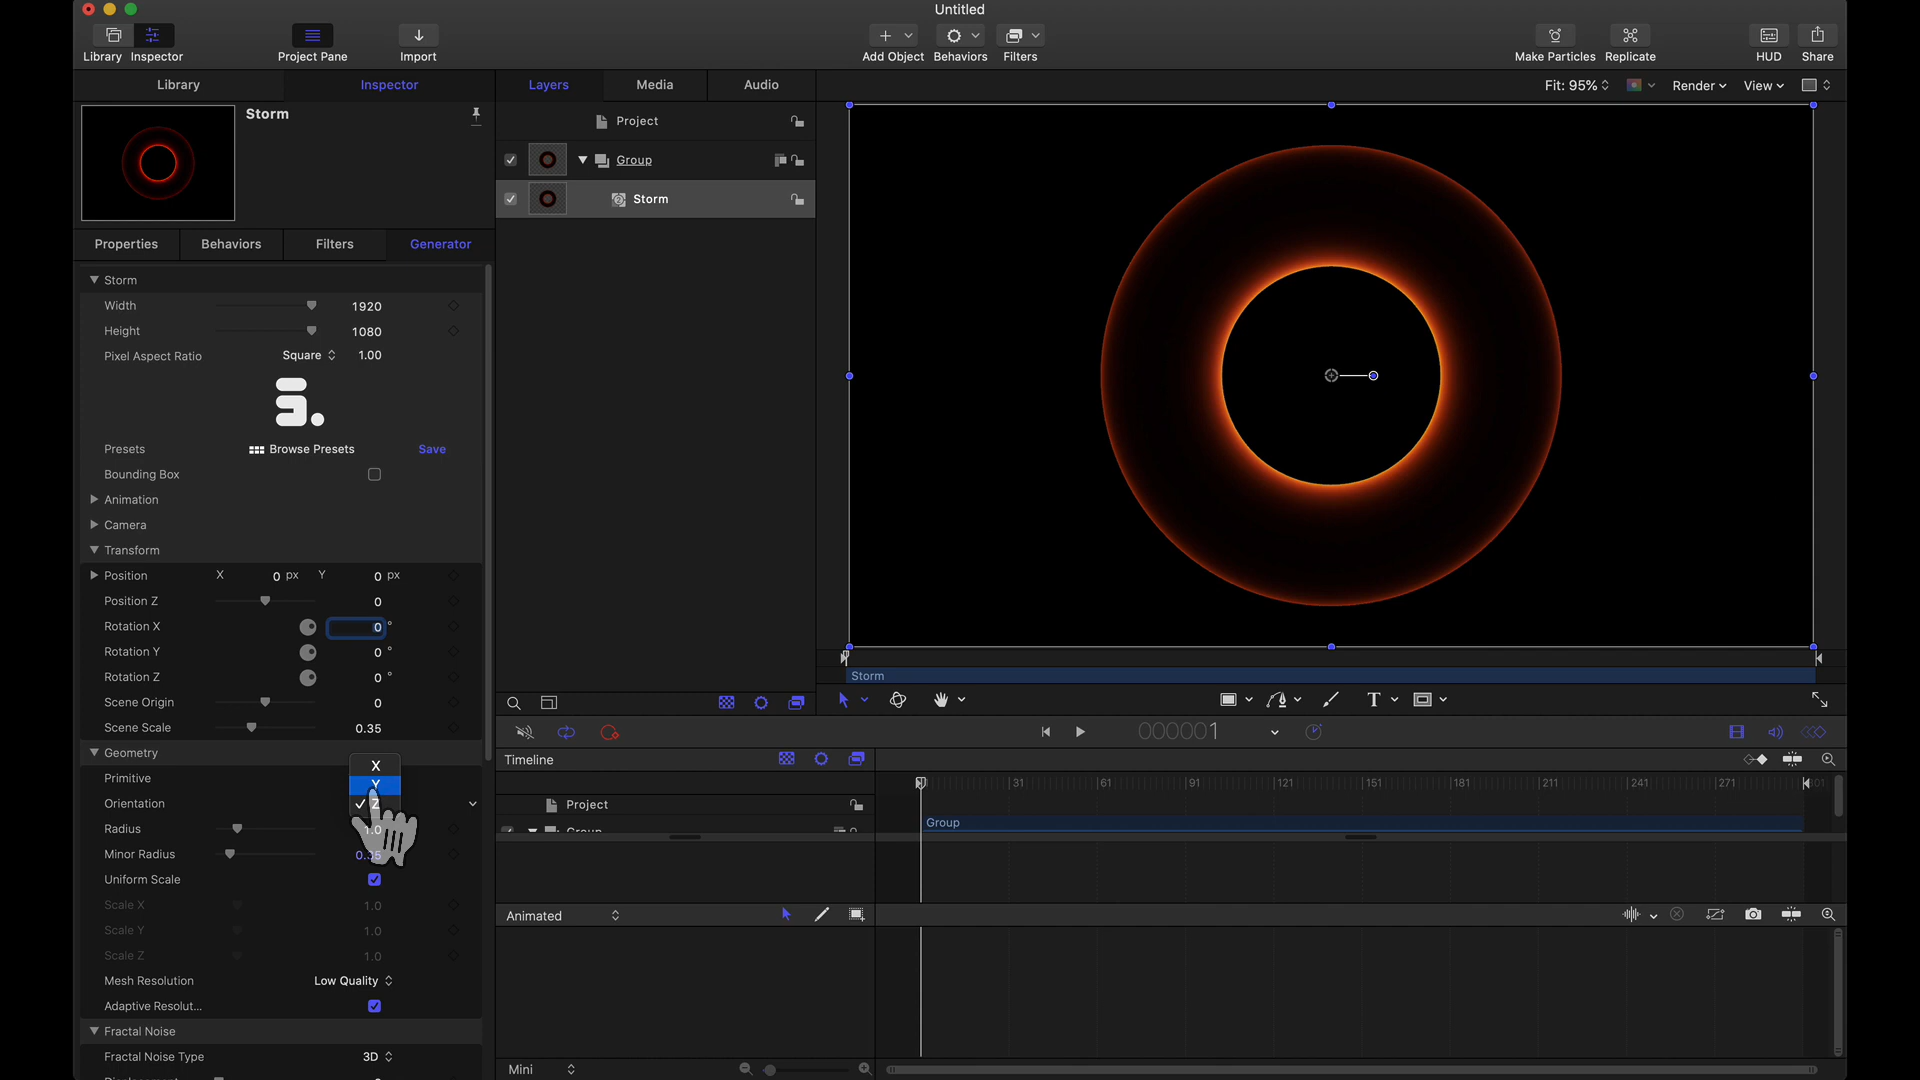 Untitled
Library
Inspector
Project Pane
Import
Add Object
Behaviors
Filters
Make Particles
Replicate
HUD
Share
Library
Inspector
Layers
Media
Audio
Fit: 95%
Render
View
Storm
Project
Group
Storm
Properties
Behaviors
Filters
Generator
Storm
Width 1920
Height 1080
Pixel Aspect Ratio Square 1.00
Presets Browse Presets Save
Bounding Box
Animation
Camera
Transform
Position X 0 px Y 0 px
Position Z 0
Rotation X 0 °
Rotation Y 0 °
Rotation Z 0 °
Scene Origin 0
Scene Scale 0.35
Geometry
Primitive
X
Y
Z
Orientation
Radius 1.0
Minor Radius
Uniform Scale
Scale X 1.0
Scale Y 1.0
Scale Z 1.0
Mesh Resolution Low Quality
Adaptive Resolut...
Fractal Noise
Fractal Noise Type 3D
Storm
T
000001
Timeline
31 61 91 121 151 181 211 241 271 301
Project
Group
Group
Animated
Mini